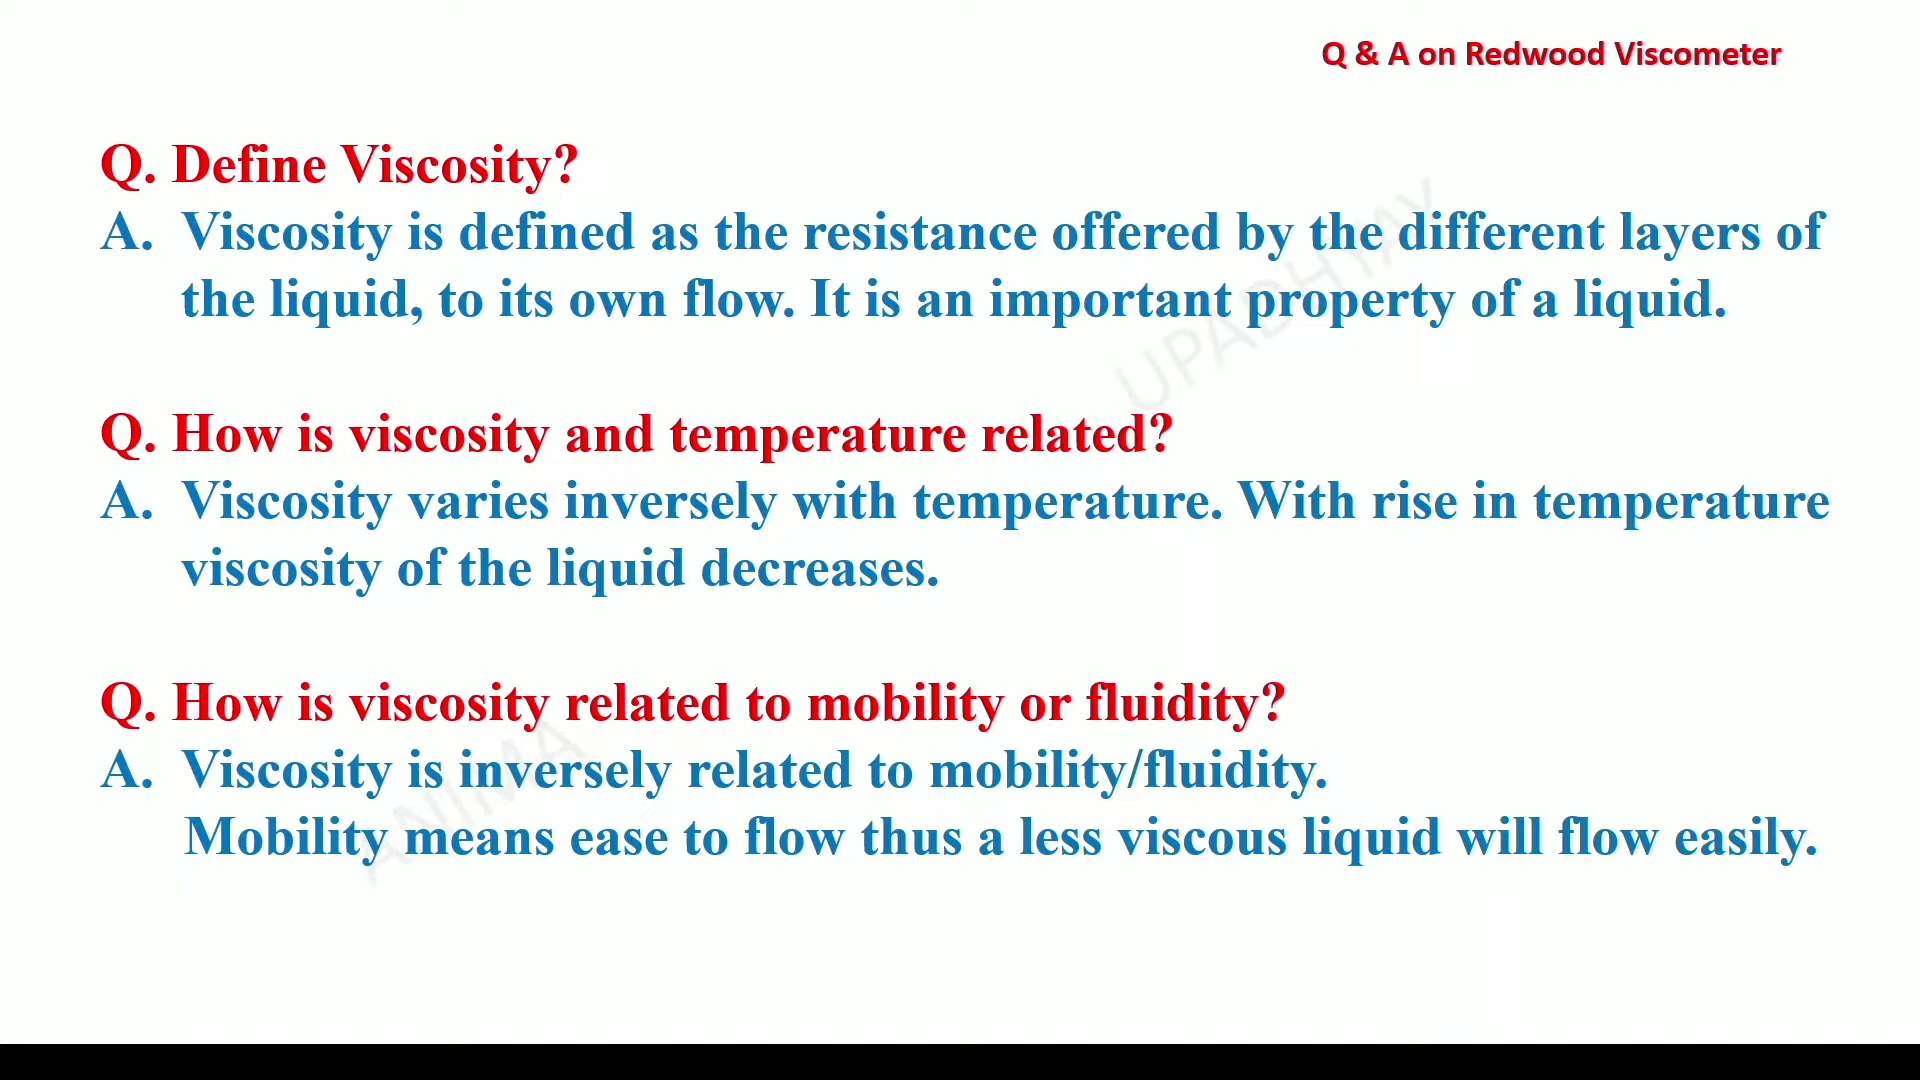 Q & A on Redwood Viscometer
Q. Define Viscosity?
A. Viscosity is defined as the resistance offered by the different layers of
the liquid, to its own flow. It is an important property of a liquid.
Q. How is viscosity and temperature related?
A. Viscosity varies inversely with temperature. With rise in temperature
viscosity of the liquid decreases.
Q. How is viscosity related to mobility or fluidity?
A. Viscosity is inversely related to mobility/fluidity.
Mobility means ease to flow thus a less viscous liquid will flow easily.
ANIMA UPADHYAY